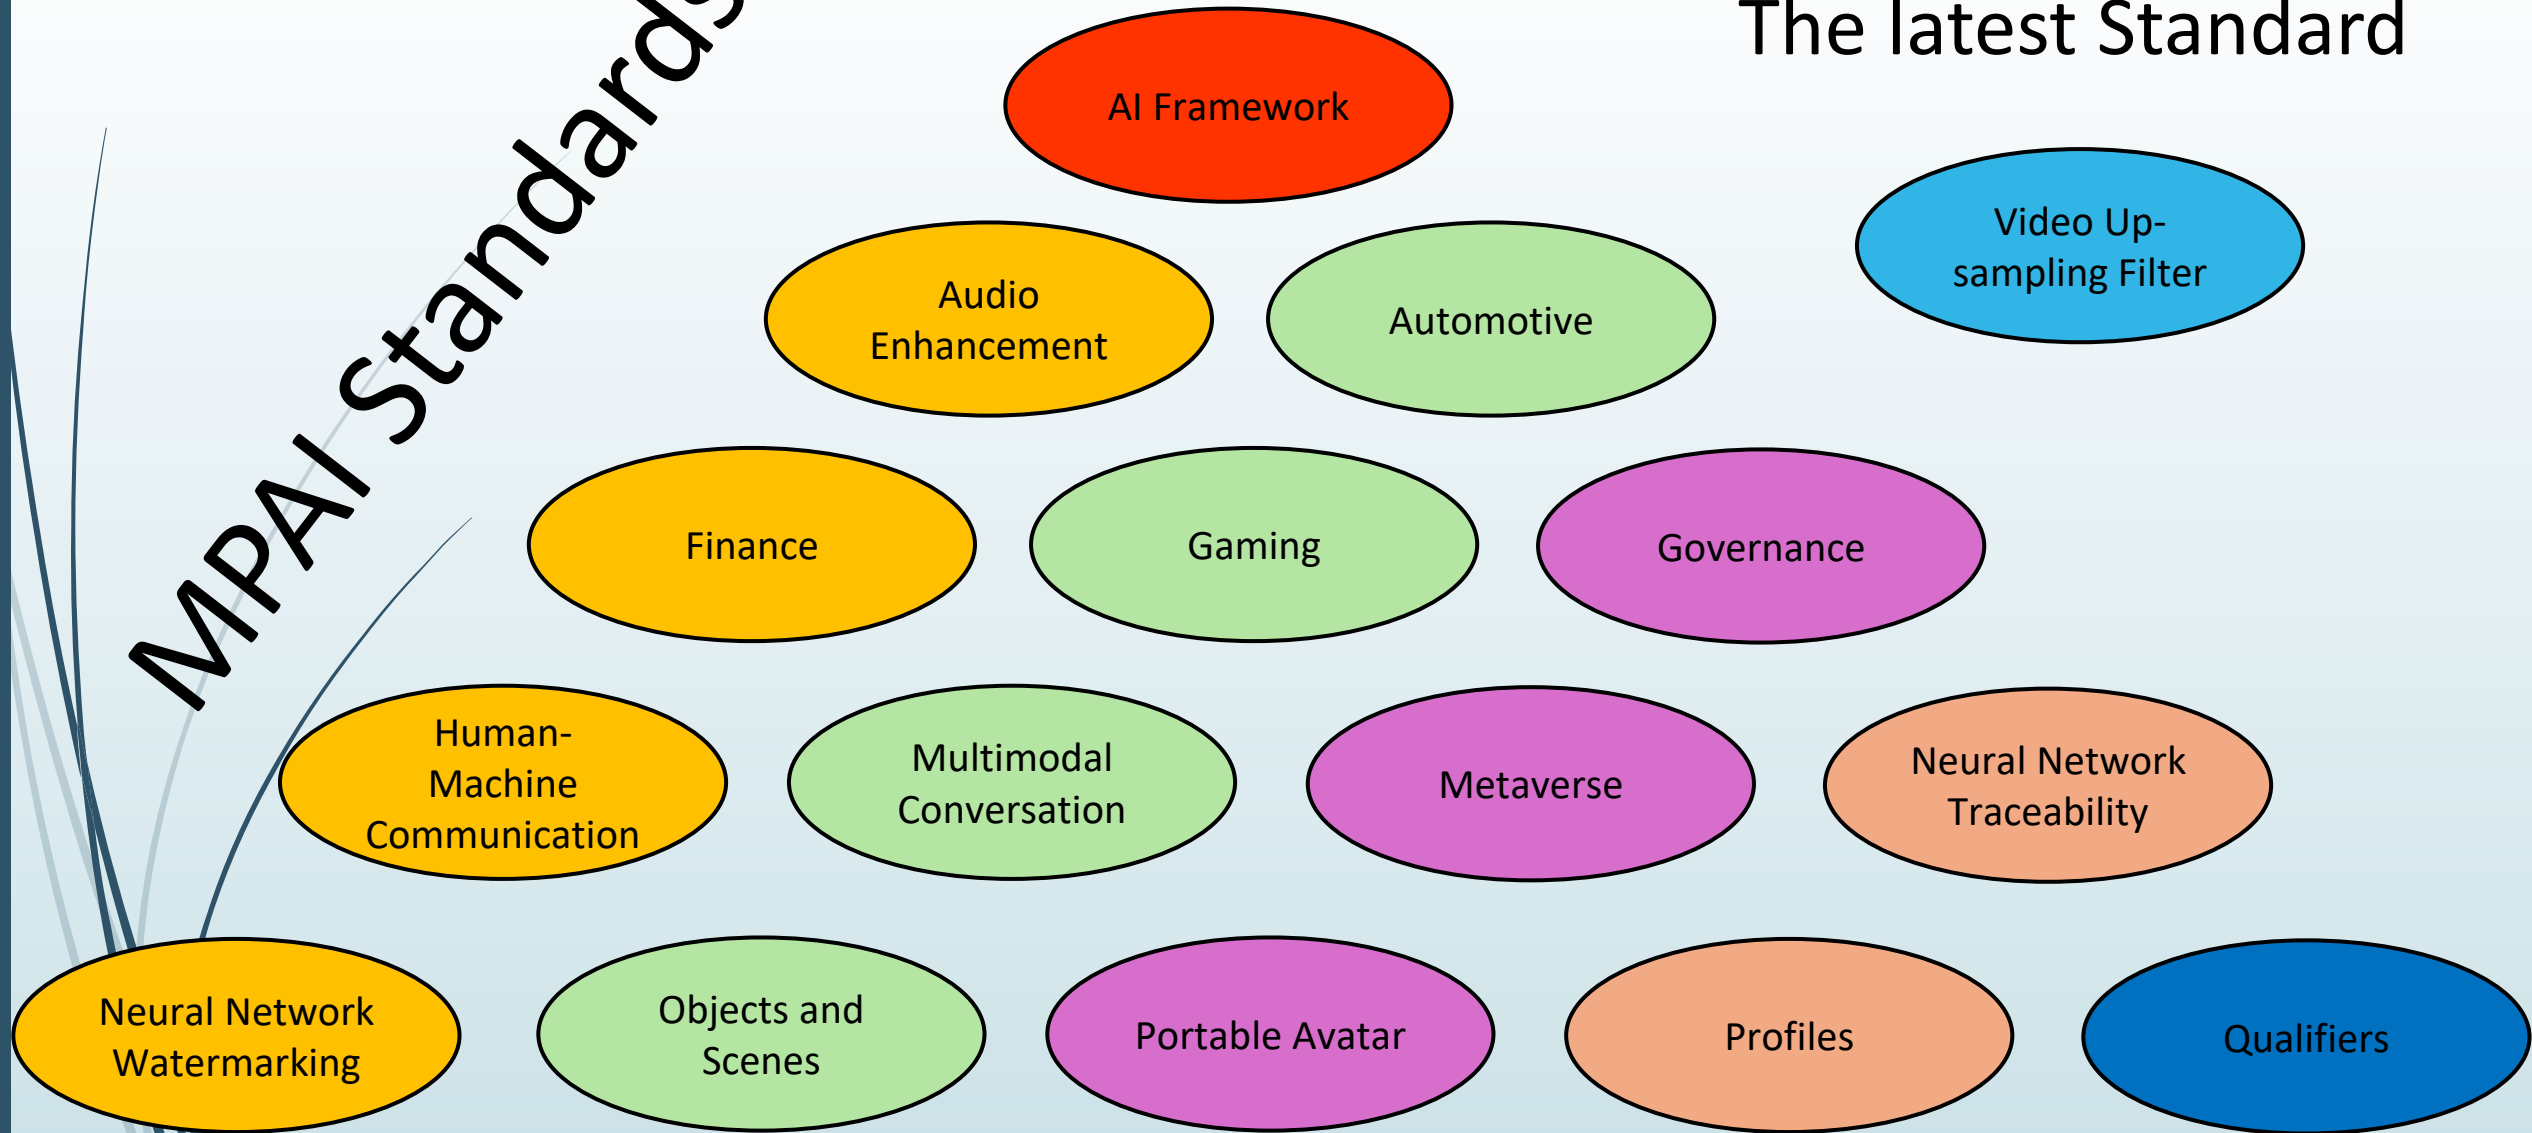 The latest Standard
MPAI Standards
AI Framework
Video Up-
sampling Filter
Audio
Enhancement
Automotive
Finance
Gaming
Governance
Human-
Machine
Communication
Multimodal
Conversation
Metaverse
Neural Network
Traceability
Neural Network
Watermarking
Objects and
Scenes
Portable Avatar
Profiles
Qualifiers